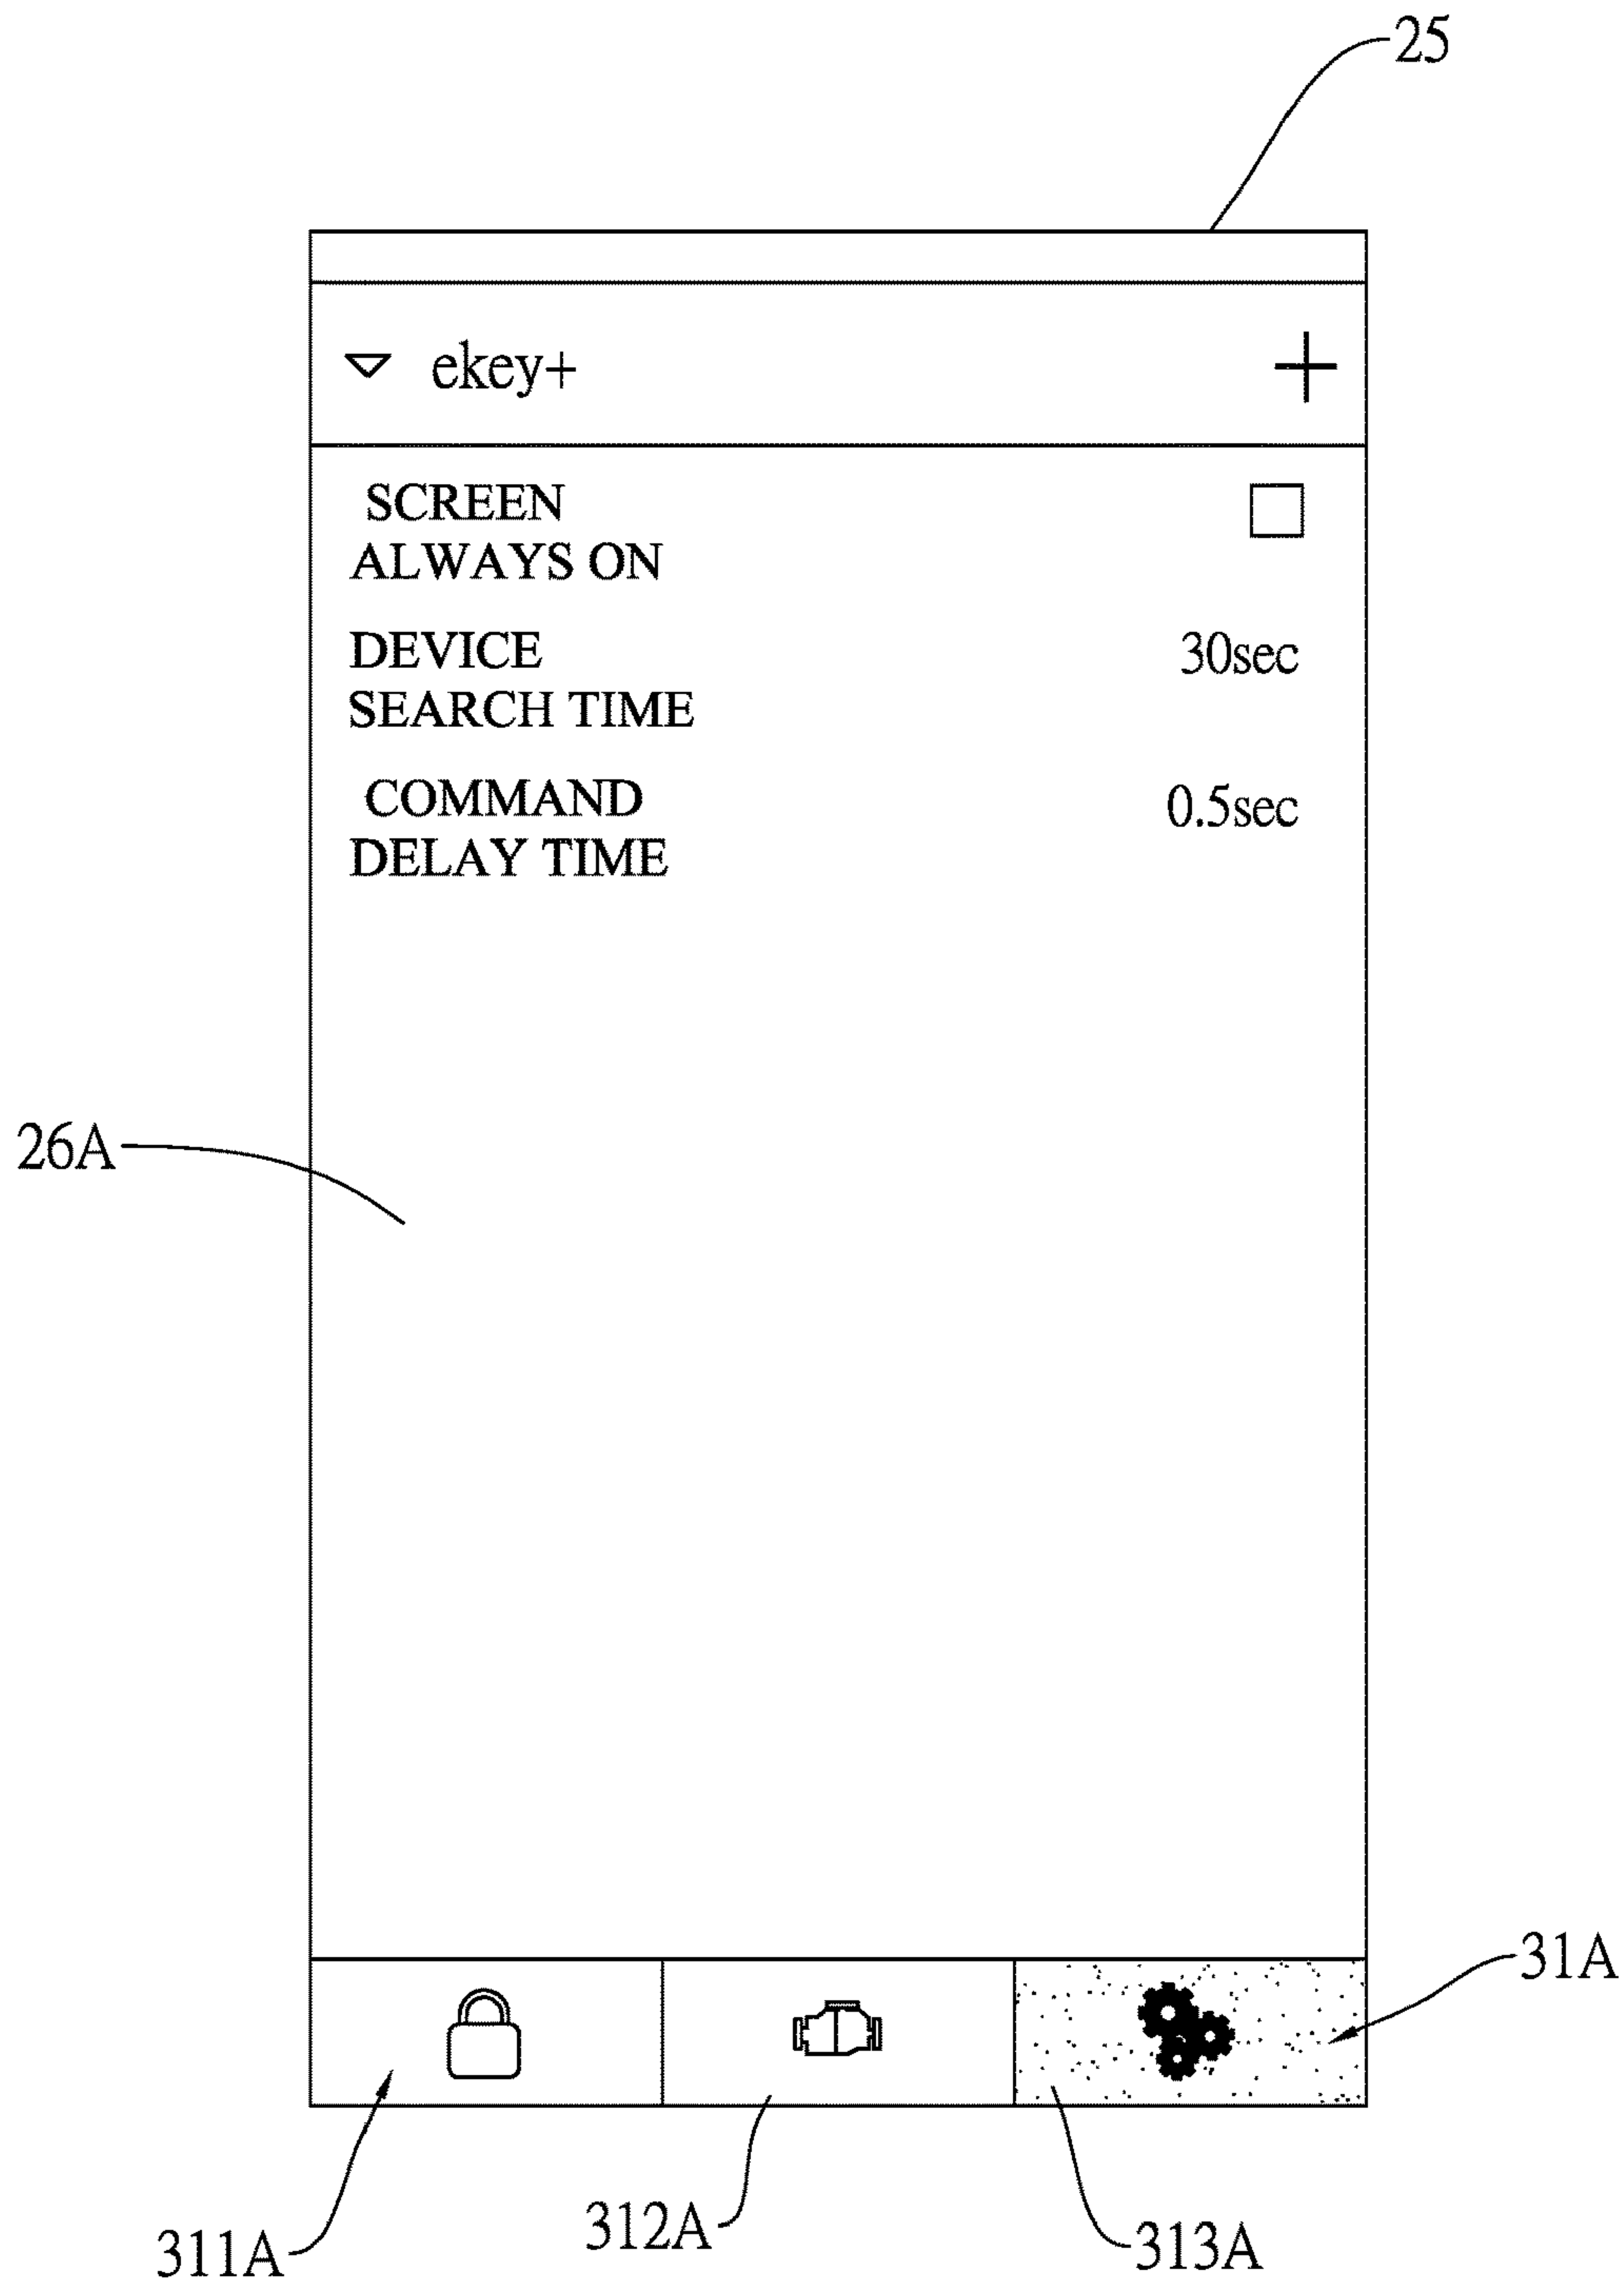 25
ekey+
SCREEN
ALWAYS ON
DEVICE
SEARCH TIME
30sec
COMMAND
DELAY TIME
0.5sec
26A
31A
311A
312A
313A